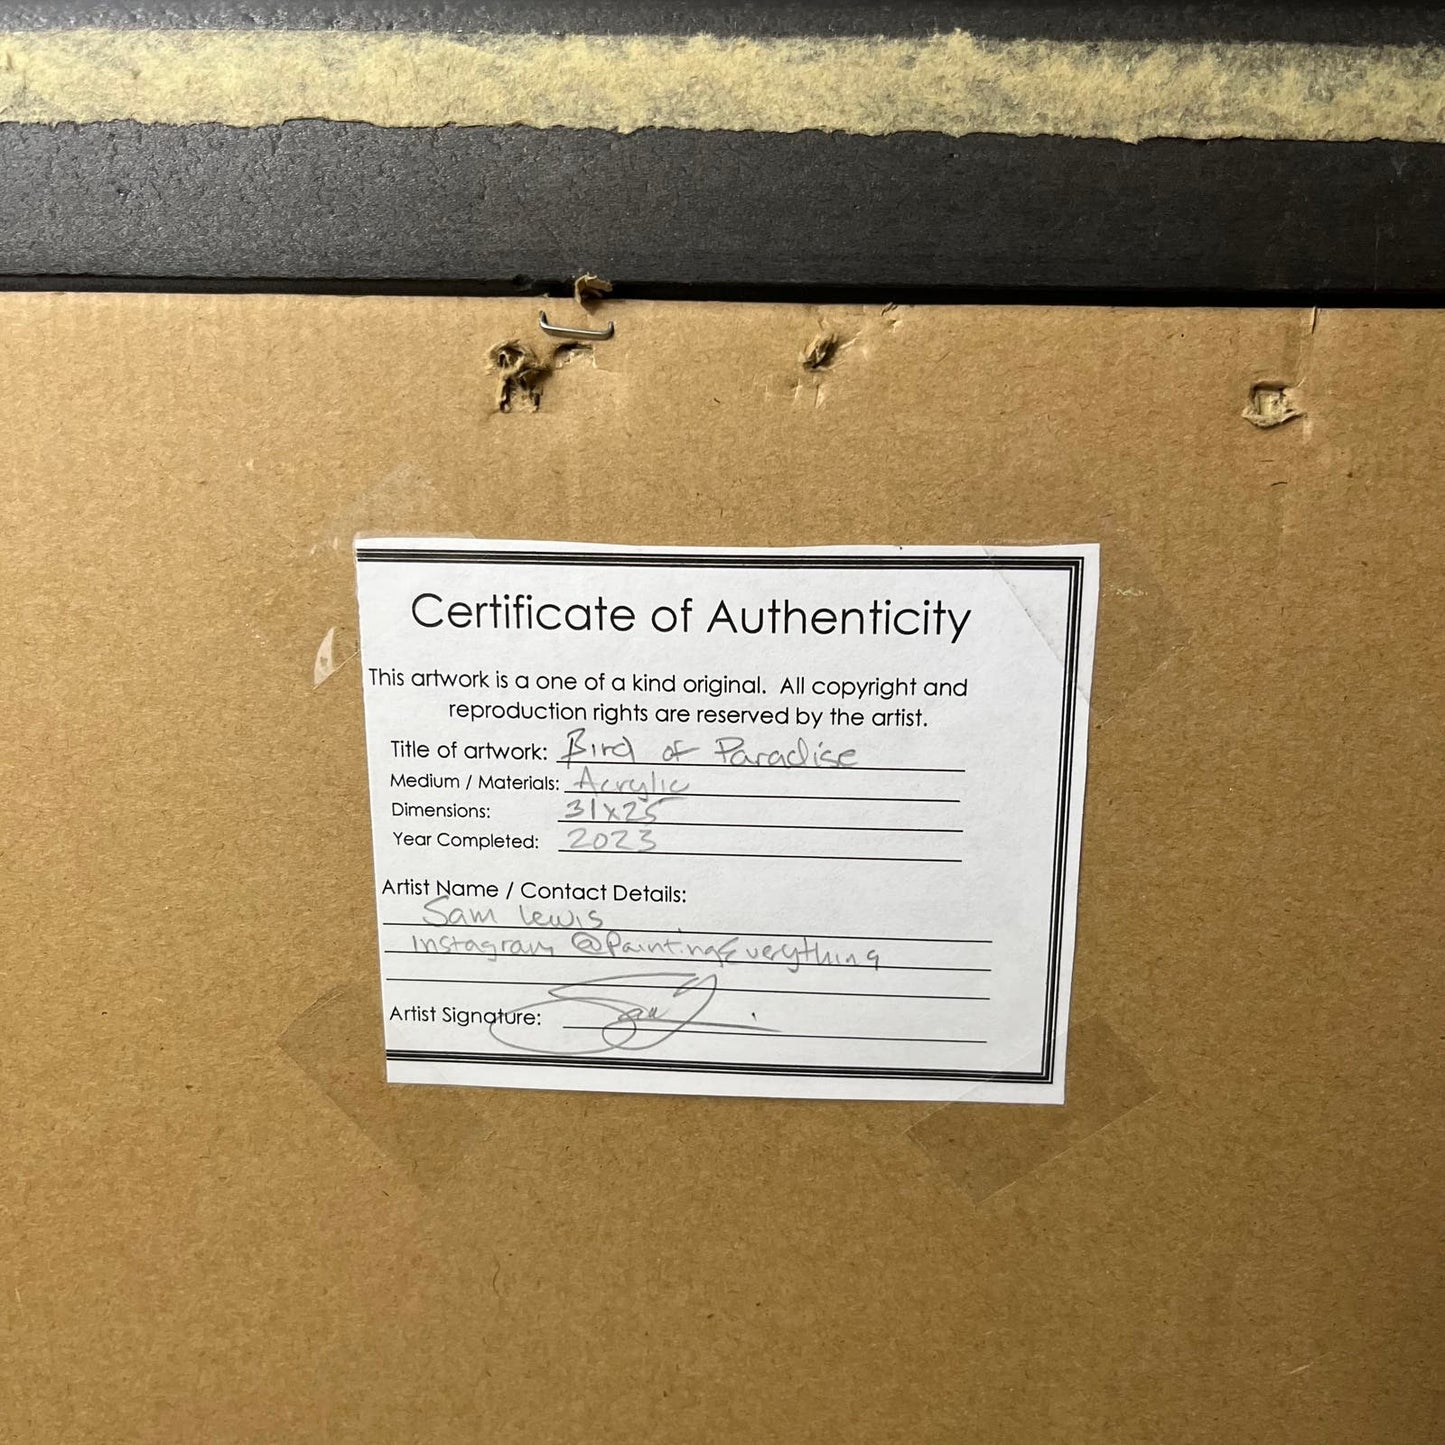 Certificate of Authenticity
This artwork is a one of a kind original. All copyright and
reproduction rights are reserved by the artist.
Title of artwork: Bird of Paradise
Medium / Materials: Acrylic
Dimensions: 31x25
Year Completed: 2023
Artist Name / Contact Details:
Sam Lewis
Instagram @PaintingEverything
Artist Signature: Sam